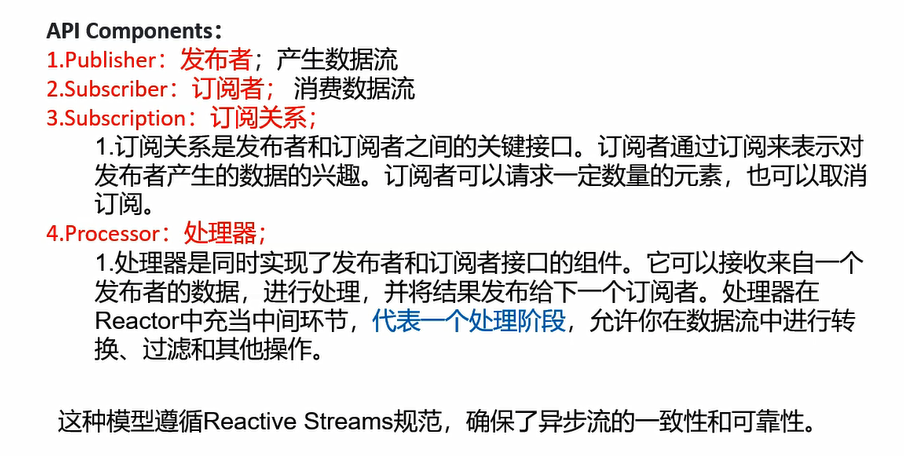 API Components：
1.Publisher：发布者；产生数据流
2.Subscriber：订阅者； 消费数据流
3.Subscription：订阅关系；
1.订阅关系是发布者和订阅者之间的关键接口。订阅者通过订阅来表示对
发布者产生的数据的兴趣。订阅者可以请求一定数量的元素，也可以取消
订阅。
4.Processor：处理器；
1.处理器是同时实现了发布者和订阅者接口的组件。它可以接收来自一个
发布者的数据，进行处理，并将结果发布给下一个订阅者。处理器在
Reactor中充当中间环节，代表一个处理阶段，允许你在数据流中进行转
换、过滤和其他操作。
这种模型遵循Reactive Streams规范，确保了异步流的一致性和可靠性。